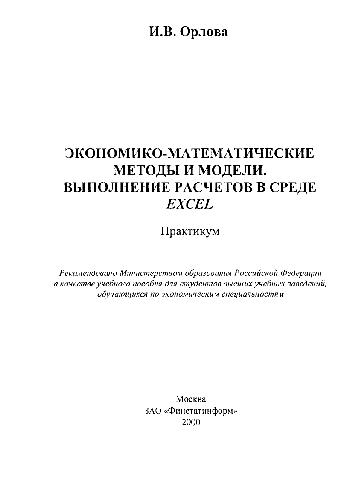 И.В. Орлова
ЭКОНОМИКО-МАТЕМАТИЧЕСКИЕ
МЕТОДЫ И МОДЕЛИ.
ВЫПОЛНЕНИЕ РАСЧЕТОВ В СРЕДЕ
EXCEL
Практикум
Рекомендовано Министерством образования Российской Федерации
в качестве учебного пособия для студентов высших учебных заведений,
обучающихся по экономическим специальностям
Москва
ЗАО «Финстатинформ»
2000